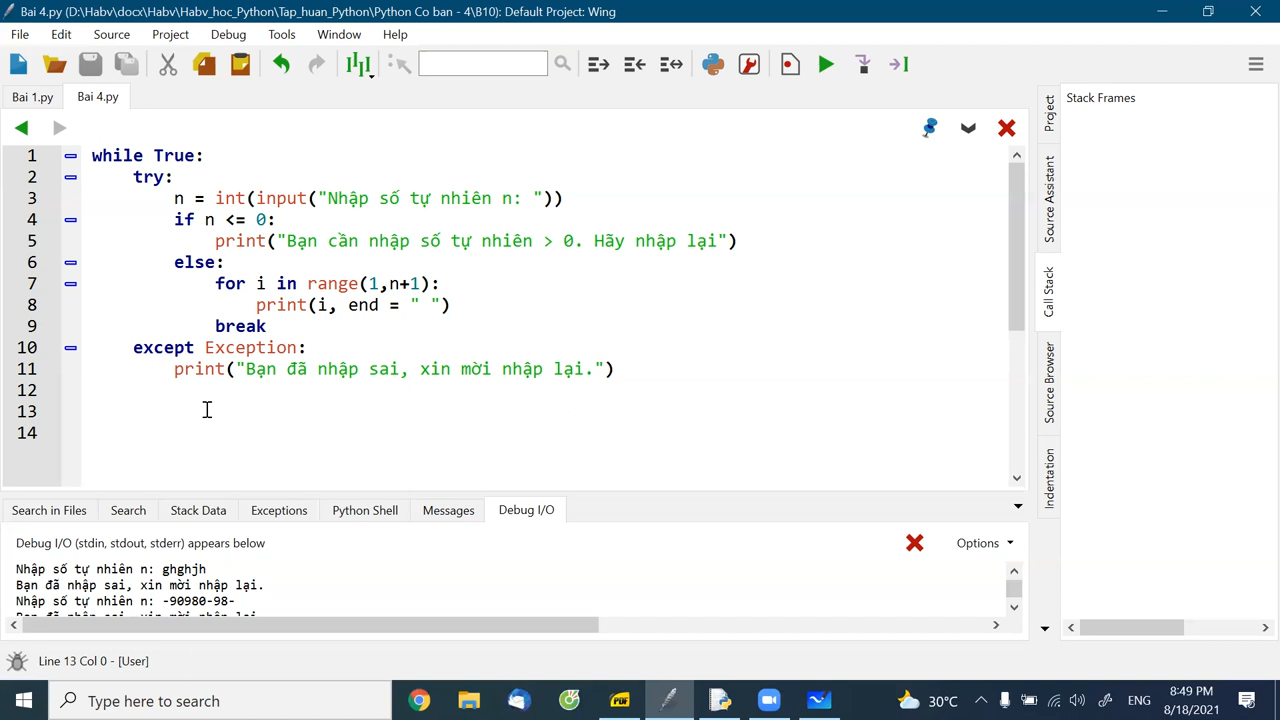 Bai 4.py (D:\Habv\docx\Habv_hoc_Python\Tap_huan_Python\Python Co ban - 4\B10): Default Project: Wing
File Edit Source Project Debug Tools Window Help
Bai 1.py Bai 4.py
Stack Frames
1 while True:
2 try:
3 n = int(input("Nhập số tự nhiên n: "))
4 if n <= 0:
5 print("Bạn cần nhập số tự nhiên > 0. Hãy nhập lại")
6 else:
7 for i in range(1,n+1):
8 print(i, end = " ")
9 break
10 except Exception:
11 print("Bạn đã nhập sai, xin mời nhập lại.")
12
13
14
Project
Source Assistant
Call Stack
Source Browser
Indentation
Search in Files Search Stack Data Exceptions Python Shell Messages Debug I/O
Debug I/O (stdin, stdout, stderr) appears below Options
Nhập số tự nhiên n: ghghjh
Bạn đã nhập sai, xin mời nhập lại.
Nhập số tự nhiên n: -90980-98-
Bạn đã nhập sai, xin mời nhập lại.
Line 13 Col 0 - [User]
Type here to search PDF 30°C ENG 8:49 PM
8/18/2021